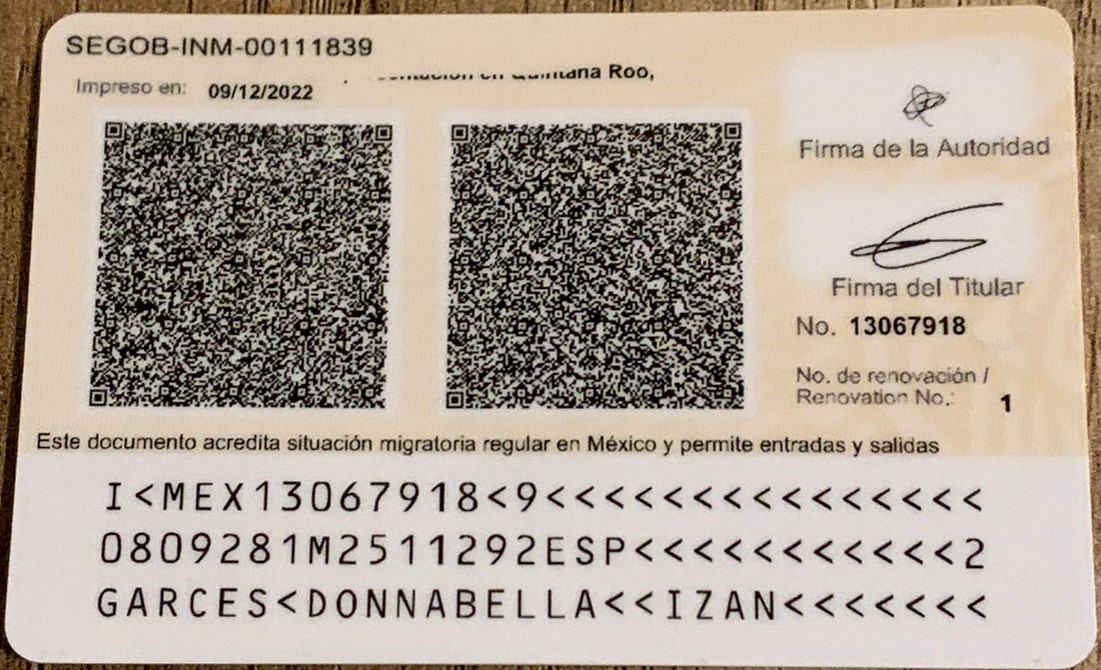 SEGOB-INM-00111839
Quintana Roo,
Impreso en: 09/12/2022
Firma de la Autoridad
Firma del Titular
No. 13067918
No. de renovación /
Renovation No.: 1
Este documento acredita situación migratoria regular en México y permite entradas y salidas
I<MEX13067918<9<<<<<<<<<<<<<<<
0809281M2511292ESP<<<<<<<<<<<2
GARCES<DONNABELLA<<IZAN<<<<<<<